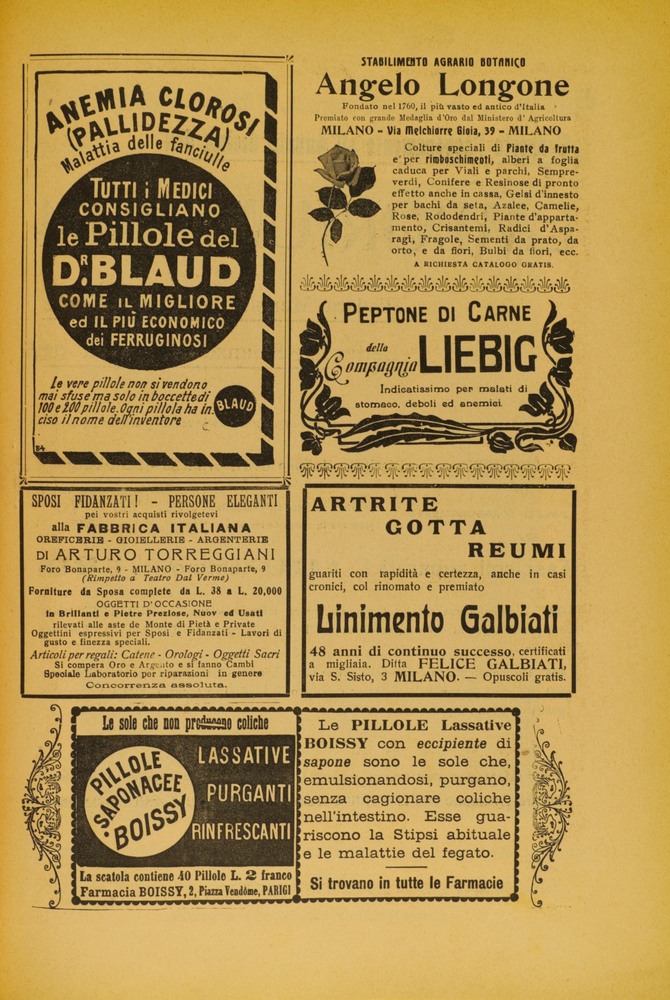 ANEMIA CLOROSI
(PALLIDEZZA)
Malattia delle fanciulle
TUTTI i MEDICI
CONSIGLIANO
le Pillole del
DR. BLAUD
COME IL MIGLIORE
ed IL PIÙ ECONOMICO
dei FERRUGINOSI
Le vere pillole non si vendono
mai sfuse ma solo in boccette di
100 e 200 pillole. Ogni pillola ha in.
ciso il nome dell'inventore
BLAUD
84
STABILIMENTO AGRARIO BOTANICO
Angelo Longone
Fondato nel 1760, il più vasto ed antico d'Italia
Premiato con grande Medaglia d'Oro dal Ministero d' Agricoltura
MILANO - Via Melchiorre Gioia, 39 - MILANO
Colture speciali di Piante da frutta
e per rimboschimenti, alberi a foglia
caduca per Viali e parchi, Sempre-
verdi, Conifere e Resinose di pronto
effetto anche in cassa, Gelsi d'innesto
per bachi da seta, Azalee, Camelie,
Rose, Rododendri, Piante d'apparta-
mento, Crisantemi, Radici d'Aspa-
ragi, Fragole, Sementi da prato, da
orto, e da fiori, Bulbi da fiori, ecc.
A RICHIESTA CATALOGO GRATIS.
PEPTONE DI CARNE
della
Compagnia LIEBIG
Indicatissimo per malati di
stomaco, deboli ed anemici.
SPOSI FIDANZATI! - PERSONE ELEGANTI
pei vostri acquisti rivolgetevi
alla FABBRICA ITALIANA
OREFICERIE - GIOIELLERIE - ARGENTERIE
DI ARTURO TORREGGIANI
Foro Bonaparte, 9 - MILANO - Foro Bonaparte, 9
(Rimpetto a Teatro Dal Verme)
Forniture da Sposa complete da L. 38 a L. 20,000
OGGETTI D'OCCASIONE
in Brillanti e Pietre Preziose, Nuov ed Usati
rilevati alle aste de Monte di Pietà e Private
Oggettini espressivi per Sposi e Fidanzati - Lavori di
gusto e finezza speciali.
Articoli per regali: Catene - Orologi - Oggetti Sacri
Si compera Oro e Argento e si fanno Cambi
Speciale Laboratorio per riparazioni in genere
Concorrenza assoluta.
ARTRITE
GOTTA
REUMI
guariti con rapidità e certezza, anche in casi
cronici, col rinomato e premiato
Linimento Galbiati
48 anni di continuo successo, certificati
a migliaia. Ditta FELICE GALBIATI,
via S. Sisto, 3 MILANO. — Opuscoli gratis.
Le sole che non producono coliche
PILLOLE
SAPONACEE
BOISSY
LASSATIVE
PURGANTI
RINFRESCANTI
La scatola contiene 40 Pillole L. 2 franco
Farmacia BOISSY, 2, Piazza Vendôme, PARIGI
Le PILLOLE Lassative
BOISSY con eccipiente di
sapone sono le sole che,
emulsionandosi, purgano,
senza cagionare coliche
nell'intestino. Esse gua-
riscono la Stipsi abituale
e le malattie del fegato.
Si trovano in tutte le Farmacie